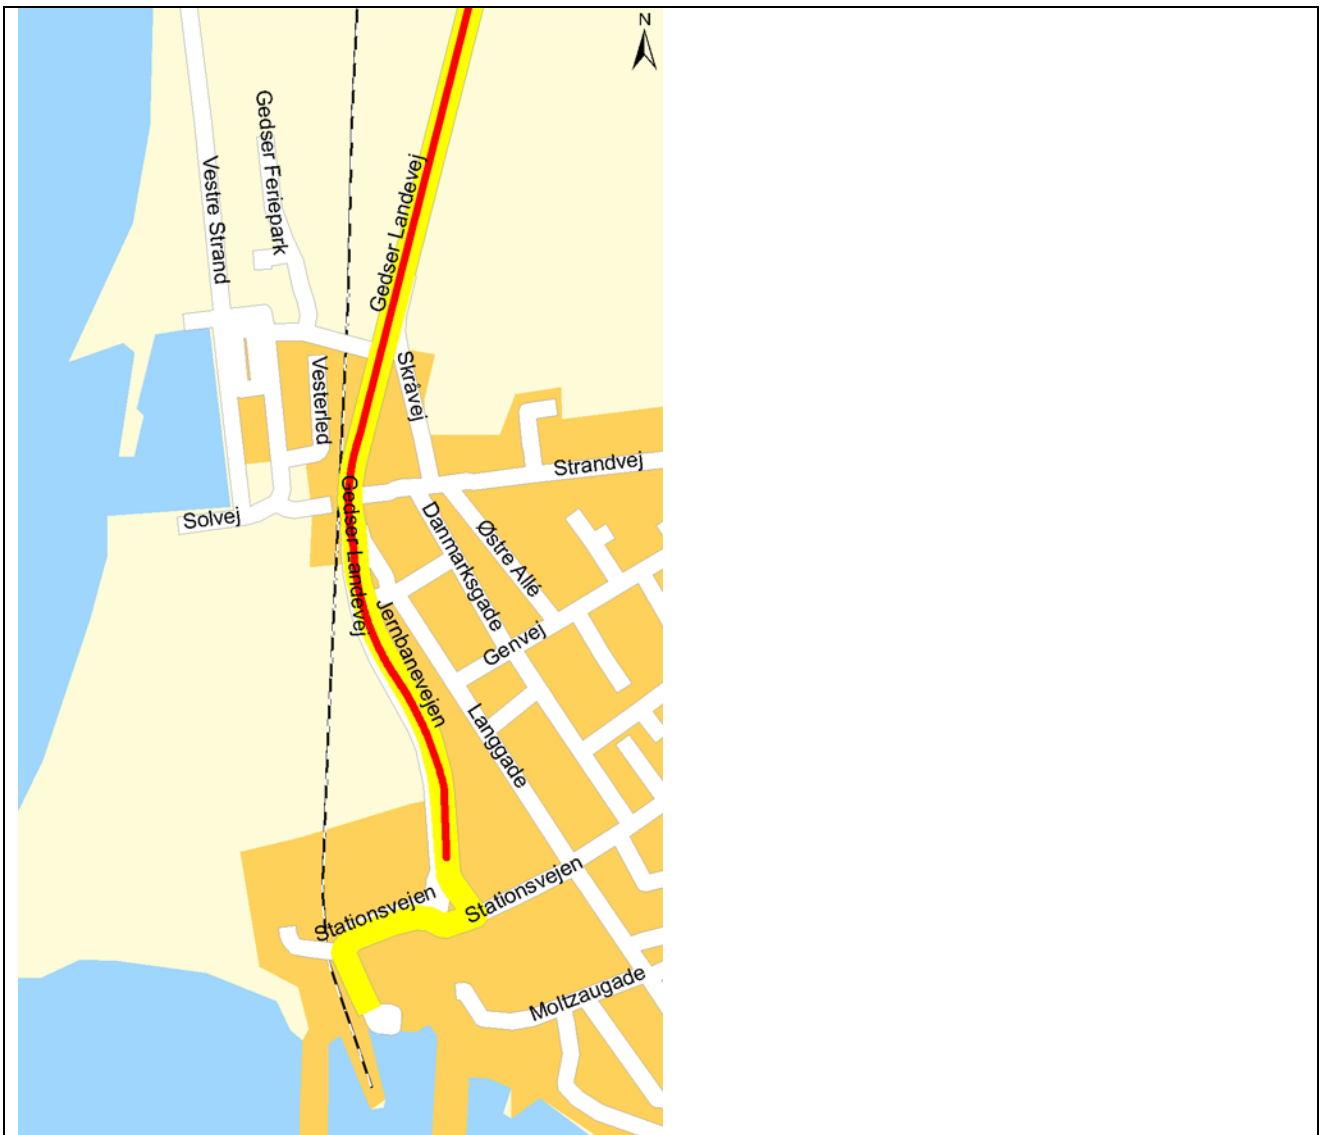 N
Gedser Feriepark
Vestre Strand
Gedser Landevej
Vesterled
Skråvej
Strandvej
Solvej
Gedser Landevej
Danmarksgade
Østre Allé
Jernbanevejen
Genvej
Langgade
Stationsvejen
Stationsvejen
Moltzaugade